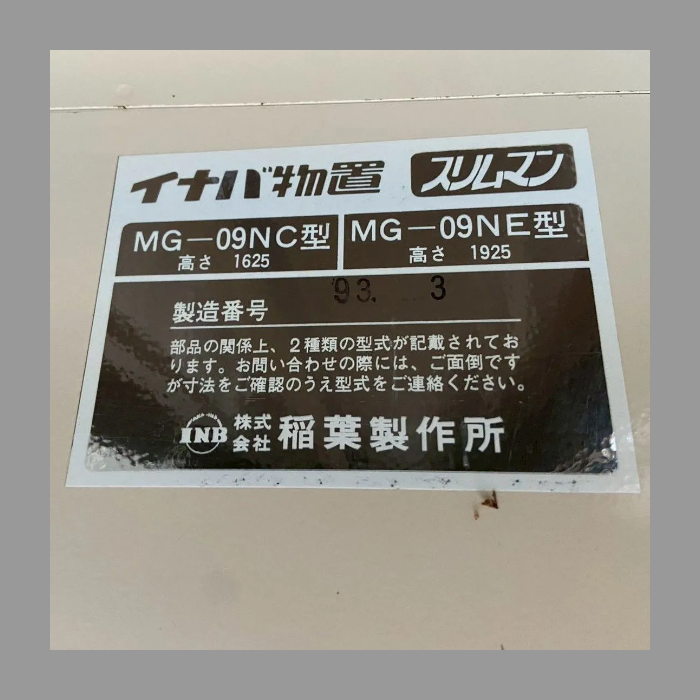 イナバ物置 スリムマン
MG－09NC型 MG－09NE型
高さ 1625 高さ 1925
93. 3
製造番号
部品の関係上、2種類の型式が記載されてお
ります。お問い合わせの際には、ご面倒です
が寸法をご確認のうえ型式をご連絡ください。
INB 株式会社 稲葉製作所